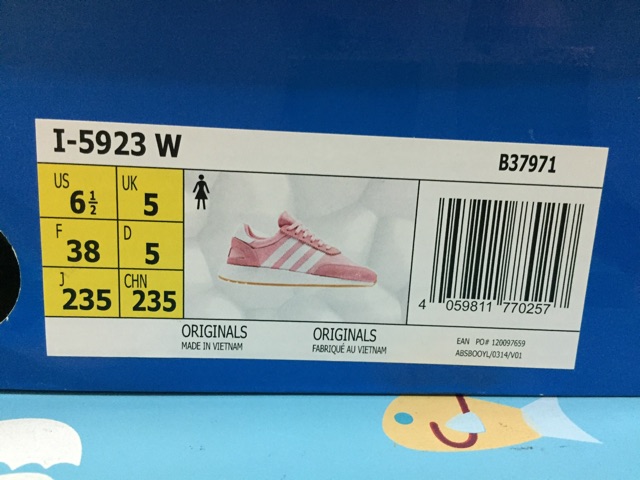 I-5923 W
B37971
US 6½ UK 5
F 38 D 5
J 235 CHN 235
4 059811 770257
ORIGINALS
MADE IN VIETNAM
ORIGINALS
FABRIQUÉ AU VIETNAM
EAN PO# 120097659
ABSBOOYL/0314/V01